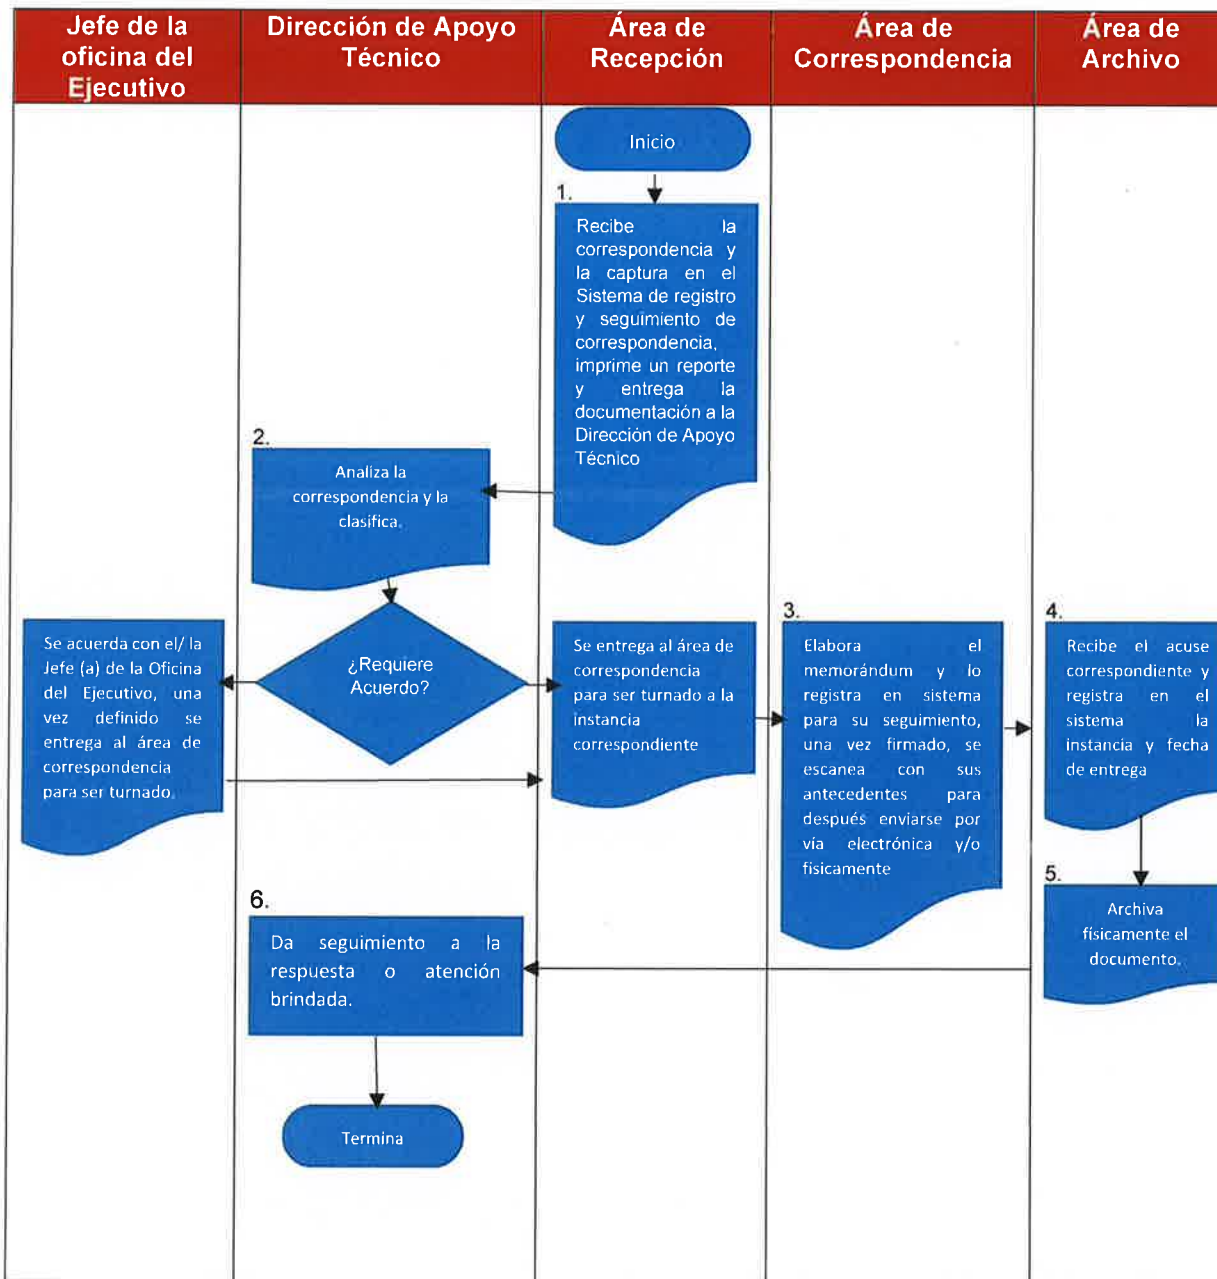 Jefe de la
oficina del
Ejecutivo
Dirección de Apoyo
Técnico
Área de
Recepción
Área de
Correspondencia
Área de
Archivo
Inicio
1.
Recibe la
correspondencia y
la captura en el
Sistema de registro
y seguimiento de
correspondencia,
imprime un reporte
y entrega la
documentación a la
Dirección de Apoyo
Técnico
2.
Analiza la
correspondencia y la
clasifica.
¿Requiere
Acuerdo?
Se acuerda con el/ la
Jefe (a) de la Oficina
del Ejecutivo, una
vez definido se
entrega al área de
correspondencia
para ser turnado.
Se entrega al área de
correspondencia
para ser turnado a la
instancia
correspondiente
3.
Elabora el
memorándum y lo
registra en sistema
para su seguimiento,
una vez firmado, se
escanea con sus
antecedentes para
después enviarse por
vía electrónica y/o
fisicamente
4.
Recibe el acuse
correspondiente y
registra en el
sistema la
instancia y fecha
de entrega
5.
Archiva
físicamente el
documento.
6.
Da seguimiento a la
respuesta o atención
brindada.
Termina